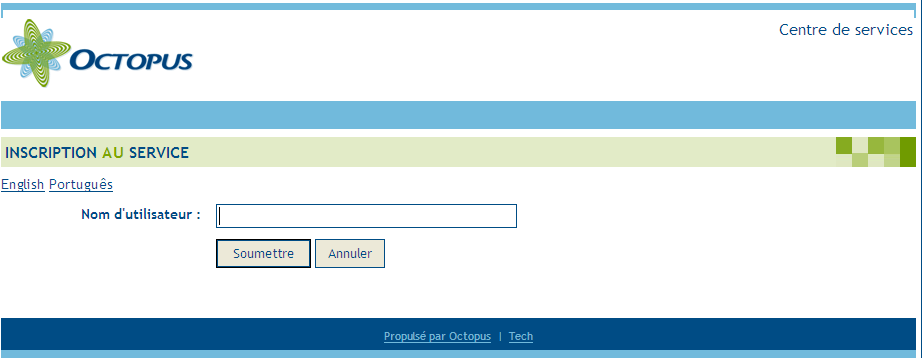 OCTOPUS
Centre de services
INSCRIPTION AU SERVICE
English Português
Nom d'utilisateur :
Soumettre Annuler
Propulsé par Octopus | Tech